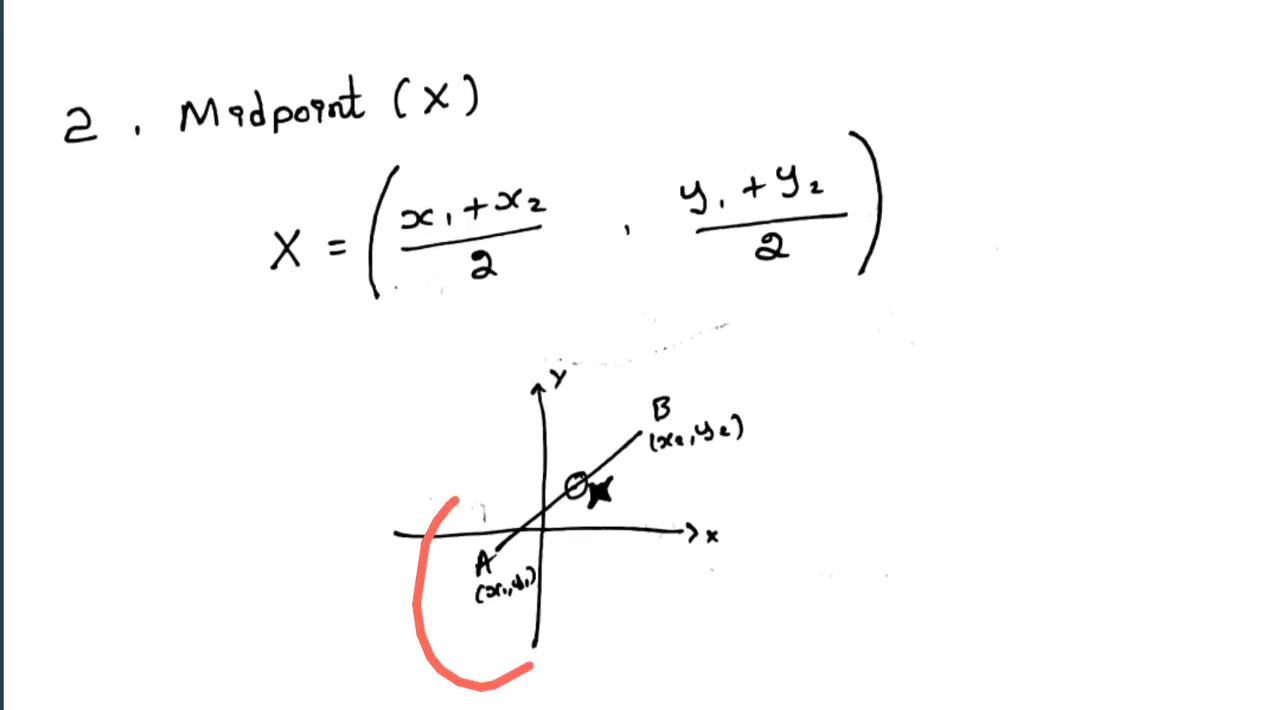 2. Midpoint (X)
X = ( x₁ + x₂ / 2 , y₁ + y₂ / 2 )
Y
B
(x₂, y₂)
X
x
A
(x₁, y₁)